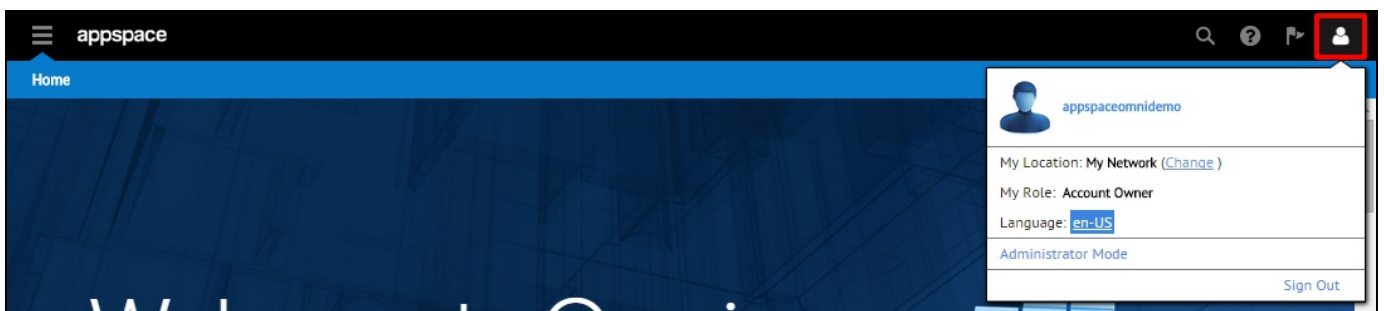 appspace
Home
appspaceomnidemo
My Location: My Network (Change )
My Role: Account Owner
Language: en-US
Administrator Mode
Sign Out